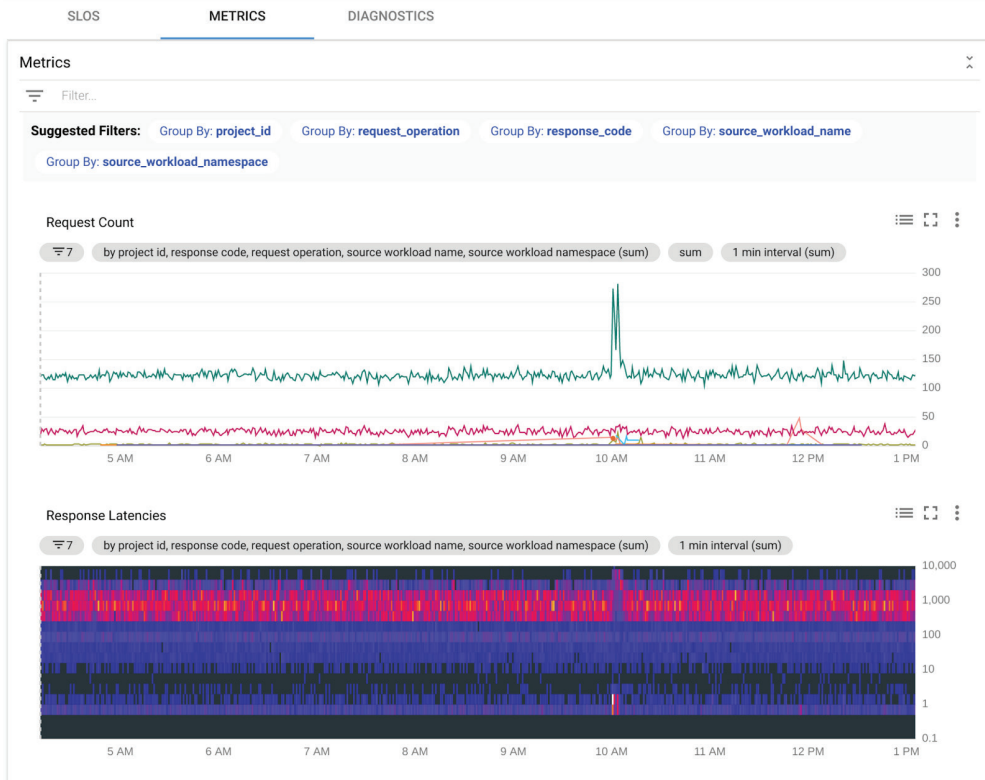 SLOS METRICS DIAGNOSTICS
Metrics
Filter...
Suggested Filters: Group By: project_id Group By: request_operation Group By: response_code Group By: source_workload_name
Group By: source_workload_namespace
Request Count
7 by project id, response code, request operation, source workload name, source workload namespace (sum) sum 1 min interval (sum)
300
250
200
150
100
50
0
5 AM 6 AM 7 AM 8 AM 9 AM 10 AM 11 AM 12 PM 1 PM
Response Latencies
7 by project id, response code, request operation, source workload name, source workload namespace (sum) 1 min interval (sum)
10,000
1,000
100
10
1
0.1
5 AM 6 AM 7 AM 8 AM 9 AM 10 AM 11 AM 12 PM 1 PM